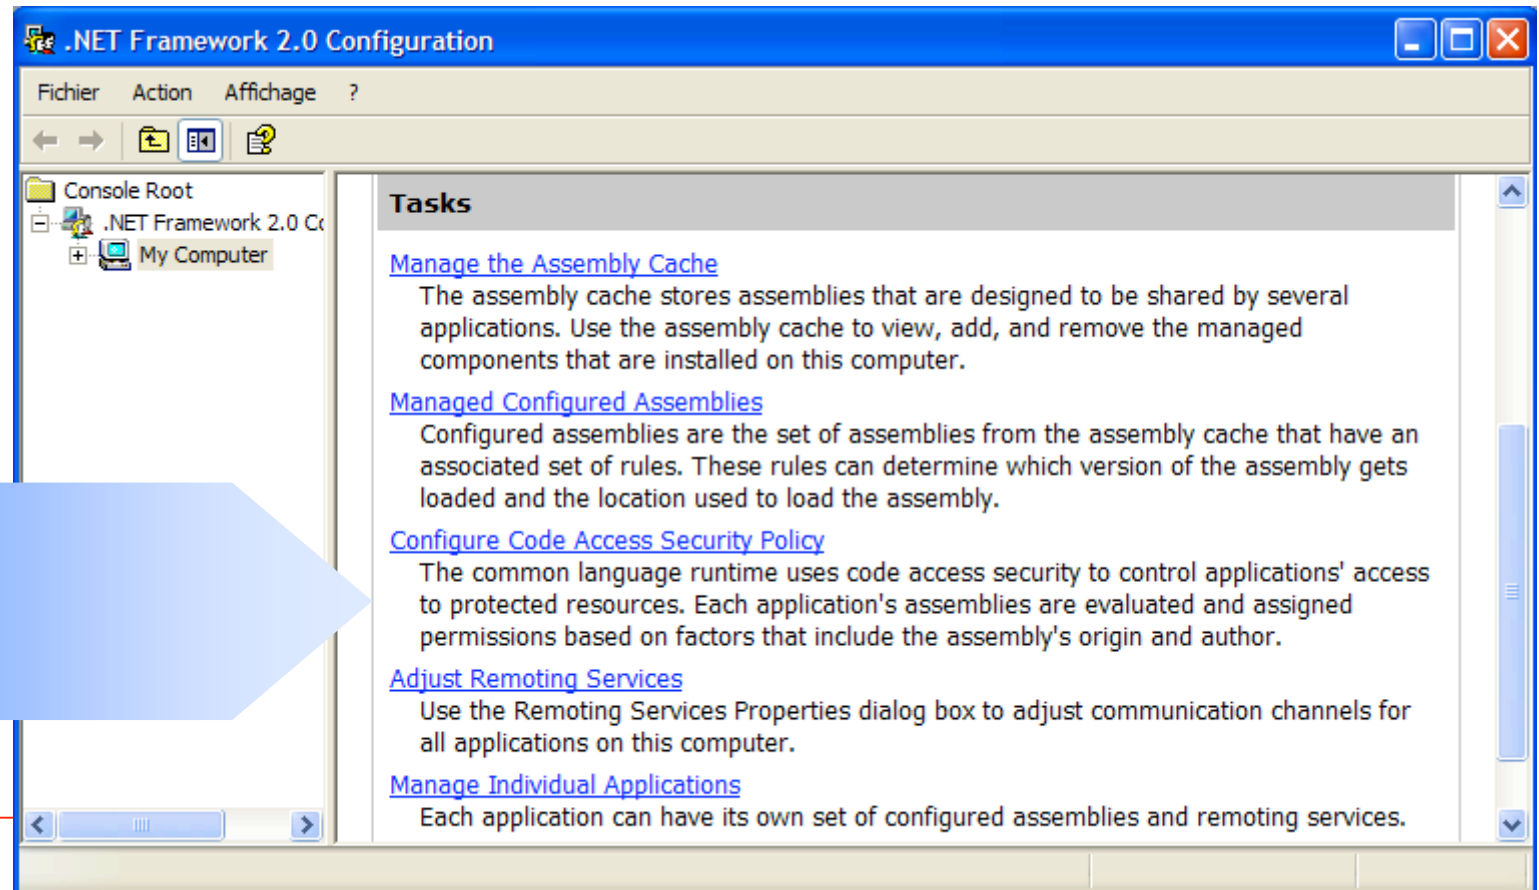 .NET Framework 2.0 Configuration
Fichier Action Affichage ?
Console Root
.NET Framework 2.0 Co
My Computer
Tasks
Manage the Assembly Cache
The assembly cache stores assemblies that are designed to be shared by several
applications. Use the assembly cache to view, add, and remove the managed
components that are installed on this computer.
Managed Configured Assemblies
Configured assemblies are the set of assemblies from the assembly cache that have an
associated set of rules. These rules can determine which version of the assembly gets
loaded and the location used to load the assembly.
Configure Code Access Security Policy
The common language runtime uses code access security to control applications' access
to protected resources. Each application's assemblies are evaluated and assigned
permissions based on factors that include the assembly's origin and author.
Adjust Remoting Services
Use the Remoting Services Properties dialog box to adjust communication channels for
all applications on this computer.
Manage Individual Applications
Each application can have its own set of configured assemblies and remoting services.